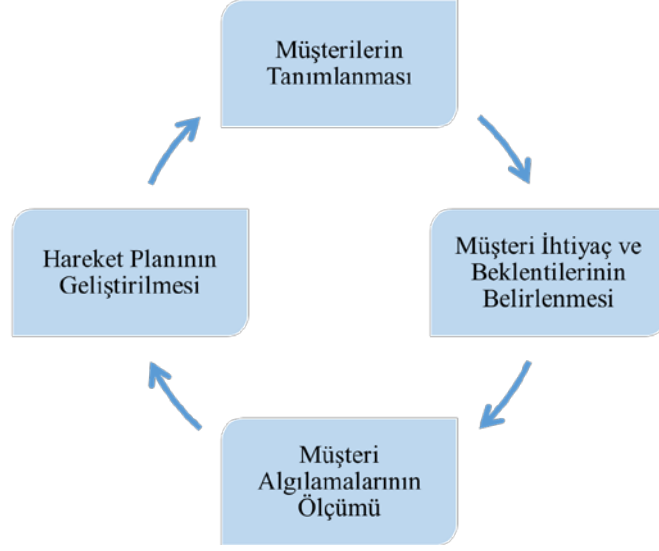 Müşterilerin
Tanımlanması
Müşteri İhtiyaç ve
Beklentilerinin
Belirlenmesi
Müşteri
Algılamalarının
Ölçümü
Hareket Planının
Geliştirilmesi